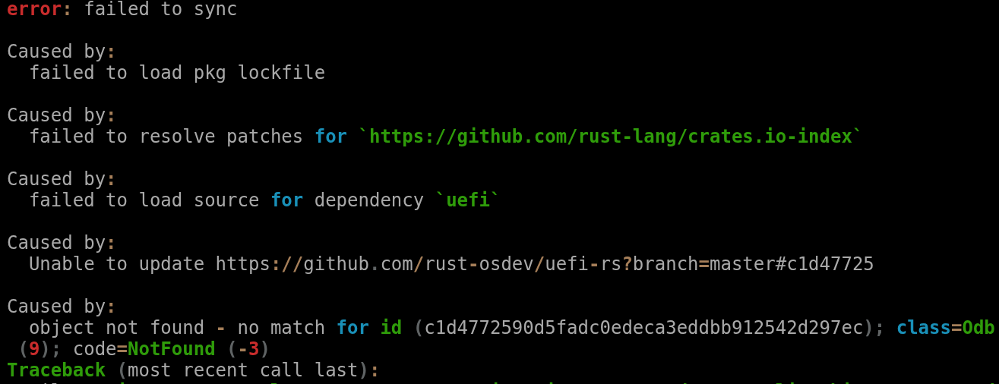 error: failed to sync
Caused by:
failed to load pkg lockfile
Caused by:
failed to resolve patches for `https://github.com/rust-lang/crates.io-index`
Caused by:
failed to load source for dependency `uefi`
Caused by:
Unable to update https://github.com/rust-osdev/uefi-rs?branch=master#c1d47725
Caused by:
object not found - no match for id (c1d4772590d5fadc0edeca3eddbb912542d297ec); class=Odb
(9); code=NotFound (-3)
Traceback (most recent call last):